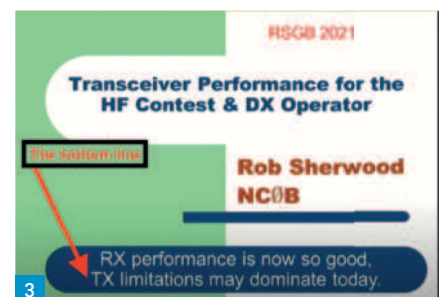 RSGB 2021
Transceiver Performance for the
HF Contest & DX Operator
The bottom line
Rob Sherwood
NCØB
RX performance is now so good,
TX limitations may dominate today.
3